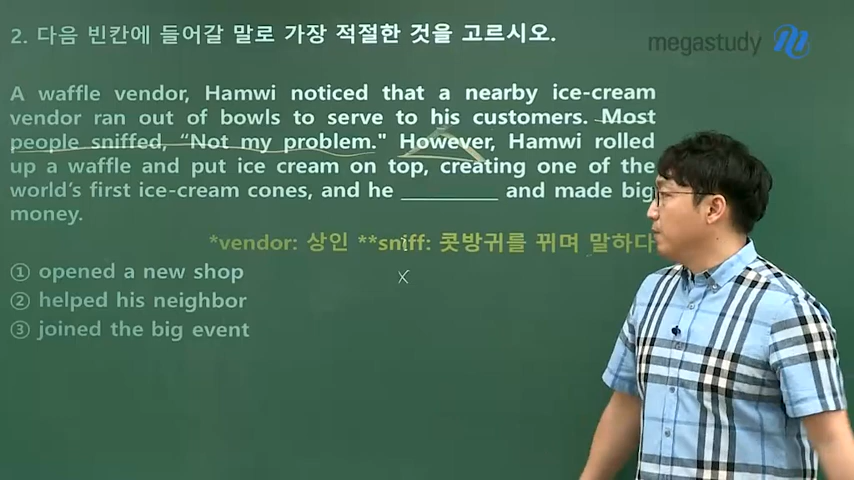 2. 다음 빈칸에 들어갈 말로 가장 적절한 것을 고르시오.
megastudy
A waffle vendor, Hamwi noticed that a nearby ice-cream
vendor ran out of bowls to serve to his customers. Most
people sniffed, “Not my problem." However, Hamwi rolled
up a waffle and put ice cream on top, creating one of the
world’s first ice-cream cones, and he __________ and made big
money.
*vendor: 상인 **sniff: 콧방귀를 뀌며 말하다
① opened a new shop
② helped his neighbor
③ joined the big event